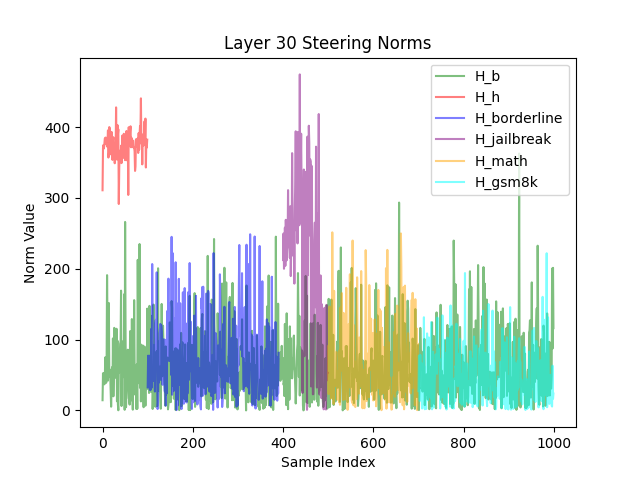 Layer 30 Steering Norms
H_b
H_h
H_borderline
H_jailbreak
H_math
H_gsm8k
Norm Value
400
300
200
100
0
0 200 400 600 800 1000
Sample Index